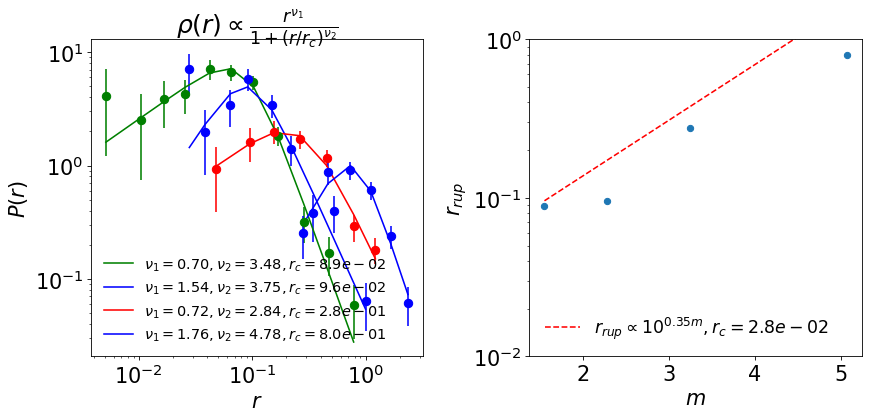 ρ(r) ∝ r^ν₁ / 1 + (r/r_c)^ν₂
10¹
10⁰
10⁻¹
P(r)
ν₁ = 0.70, ν₂ = 3.48, r_c = 8.9e − 02
ν₁ = 1.54, ν₂ = 3.75, r_c = 9.6e − 02
ν₁ = 0.72, ν₂ = 2.84, r_c = 2.8e − 01
ν₁ = 1.76, ν₂ = 4.78, r_c = 8.0e − 01
10⁻² 10⁻¹ 10⁰
r
10⁰
10⁻¹
10⁻²
r_rup
r_rup ∝ 10^0.35m, r_c = 2.8e − 02
2 3 4 5
m